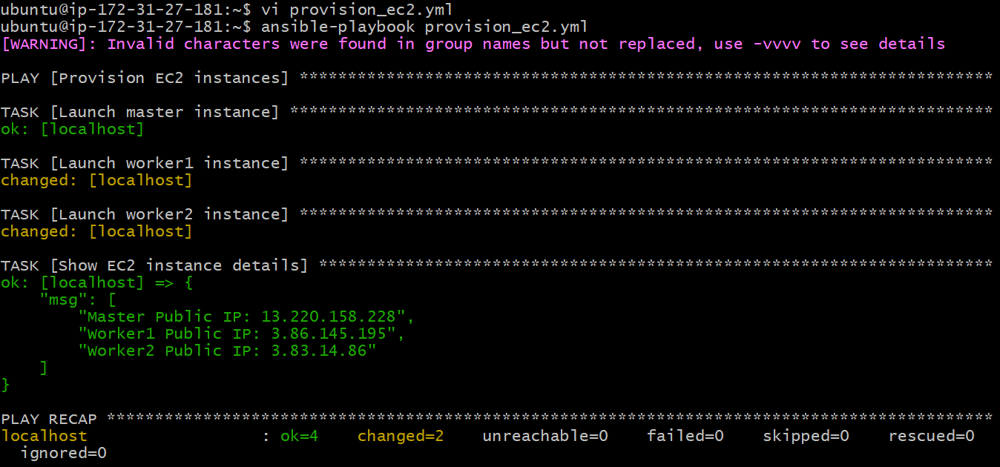 ubuntu@ip-172-31-27-181:~$ vi provision_ec2.yml
ubuntu@ip-172-31-27-181:~$ ansible-playbook provision_ec2.yml
[WARNING]: Invalid characters were found in group names but not replaced, use -vvvv to see details
PLAY [Provision EC2 instances] ************************************************************************
TASK [Launch master instance] *************************************************************************
ok: [localhost]
TASK [Launch worker1 instance] ************************************************************************
changed: [localhost]
TASK [Launch worker2 instance] ************************************************************************
changed: [localhost]
TASK [Show EC2 instance details] **********************************************************************
ok: [localhost] => {
    "msg": [
        "Master Public IP: 13.220.158.228",
        "Worker1 Public IP: 3.86.145.195",
        "Worker2 Public IP: 3.83.14.86"
    ]
}
PLAY RECAP ********************************************************************************************
localhost                  : ok=4    changed=2    unreachable=0    failed=0    skipped=0    rescued=0
  ignored=0